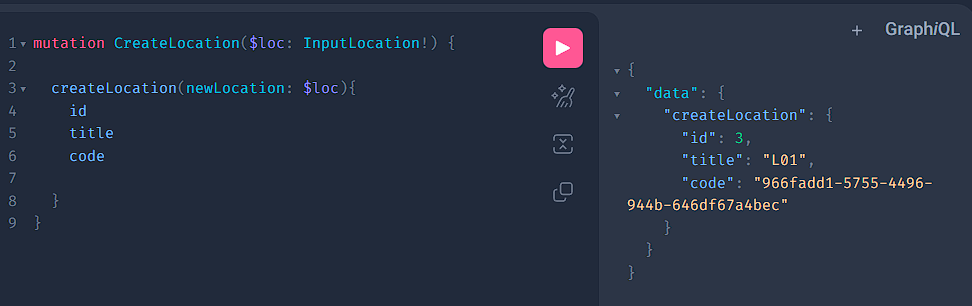 1 mutation CreateLocation($loc: InputLocation!) {
2
3 createLocation(newLocation: $loc){
4 id
5 title
6 code
7
8 }
9 }
+ GraphiQL
{
"data": {
"createLocation": {
"id": 3,
"title": "L01",
"code": "966fadd1-5755-4496-
944b-646df67a4bec"
}
}
}